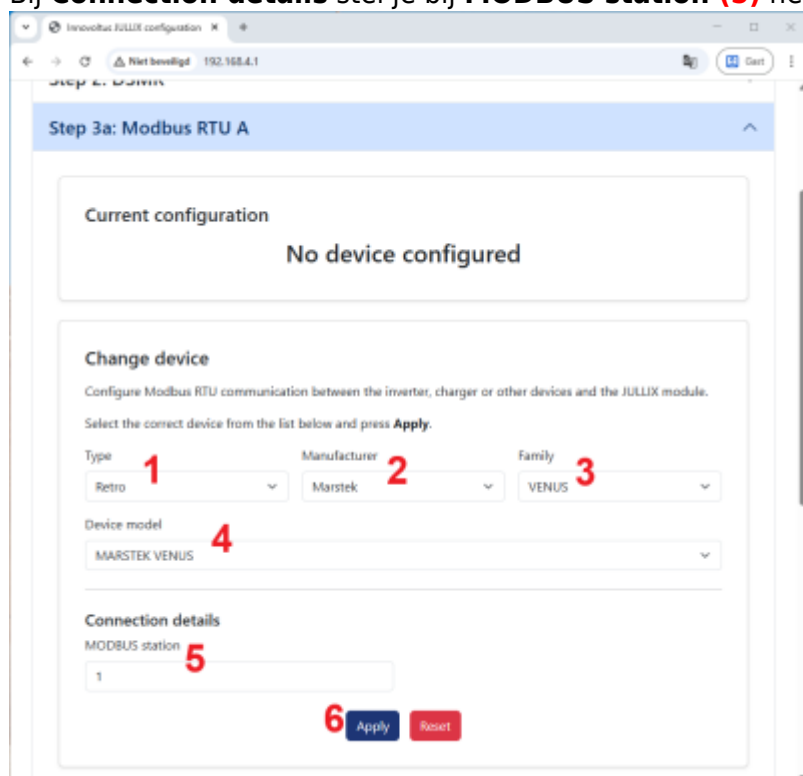 Bij Connection details stel je bij MODBUS station (5) he
Innovoltus JULLIX configuration
Niet beveiligd 192.168.4.1 Gert
Step 2: DSMR
Step 3a: Modbus RTU A
Current configuration
No device configured
Change device
Configure Modbus RTU communication between the inverter, charger or other devices and the JULLIX module.
Select the correct device from the list below and press Apply.
Type Manufacturer Family
1 2 3
Retro Marstek VENUS
Device model
4
MARSTEK VENUS
Connection details
MODBUS station
5
1
6 Apply Reset